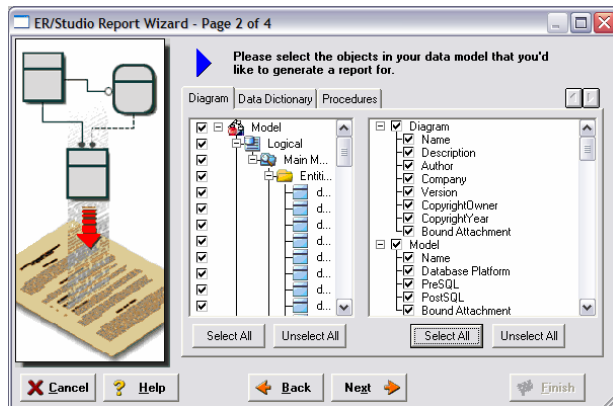 ER/Studio Report Wizard - Page 2 of 4
Please select the objects in your data model that you'd
like to generate a report for.
Diagram
Data Dictionary
Procedures
Model
Logical
Main M...
Entiti...
d...
d...
d...
d...
d...
d...
d...
Diagram
Name
Description
Author
Company
Version
CopyrightOwner
CopyrightYear
Bound Attachment
Model
Name
Database Platform
PreSQL
PostSQL
Bound Attachment
Select All
Unselect All
Select All
Unselect All
Cancel
Help
Back
Next
Finish